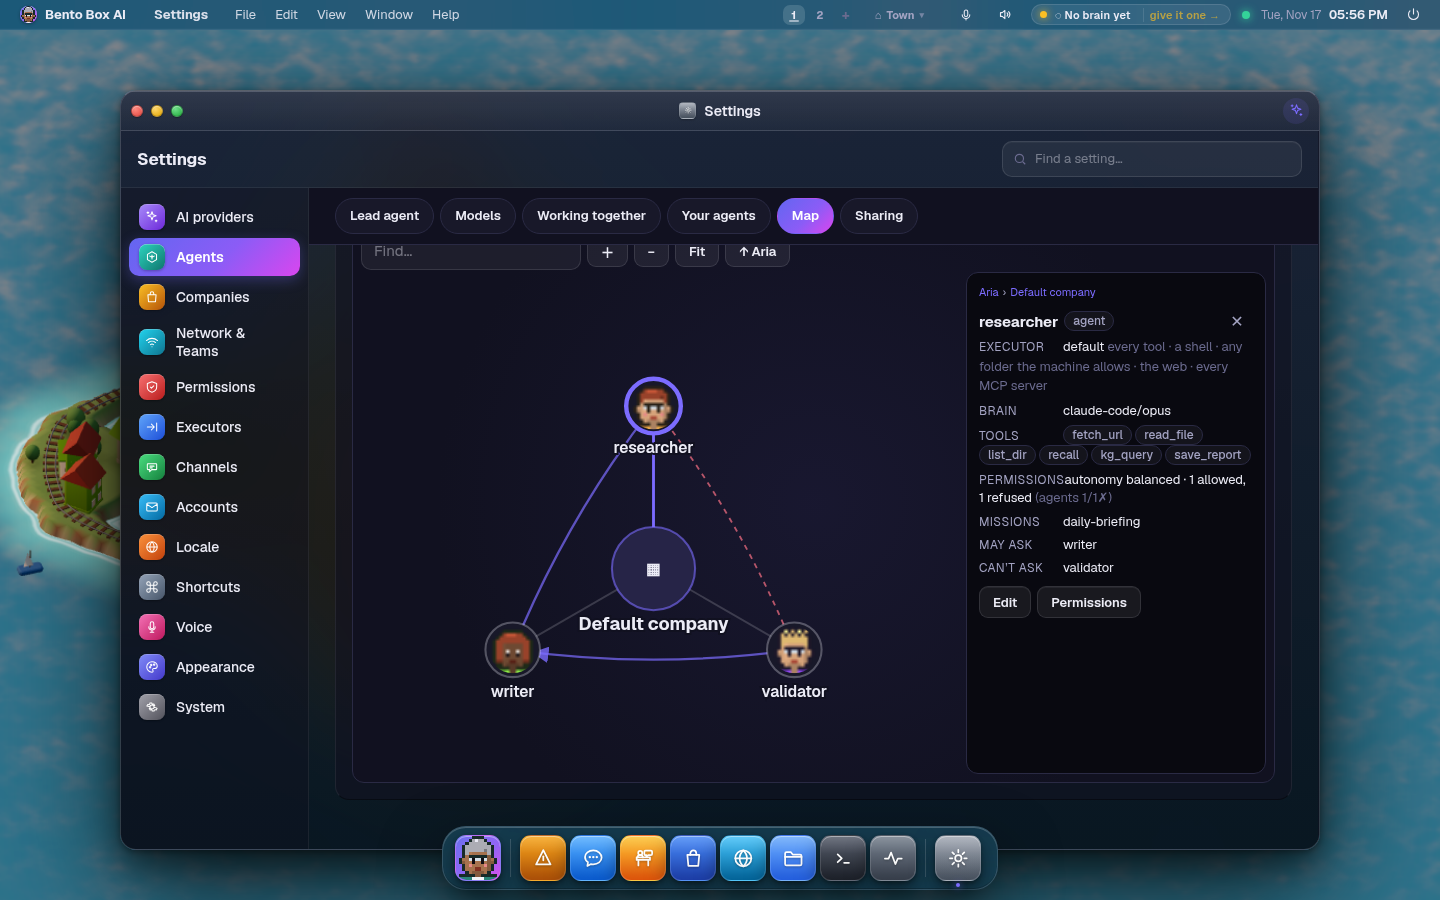 Bento Box AI Settings File Edit View Window Help 1 2 + Town No brain yet give it one → Tue, Nov 17 05:56 PM
Settings
Settings
Find a setting...
AI providers
Agents
Companies
Network &
Teams
Permissions
Executors
Channels
Accounts
Locale
Shortcuts
Voice
Appearance
System
Lead agent Models Working together Your agents Map Sharing
Find... + − Fit ↑ Aria
researcher
Default company
writer
validator
Aria › Default company
researcher agent
EXECUTOR default every tool · a shell · any
folder the machine allows · the web · every
MCP server
BRAIN claude-code/opus
TOOLS fetch_url read_file
list_dir recall kg_query save_report
PERMISSIONS autonomy balanced · 1 allowed,
1 refused (agents 1/1✗)
MISSIONS daily-briefing
MAY ASK writer
CAN'T ASK validator
Edit Permissions